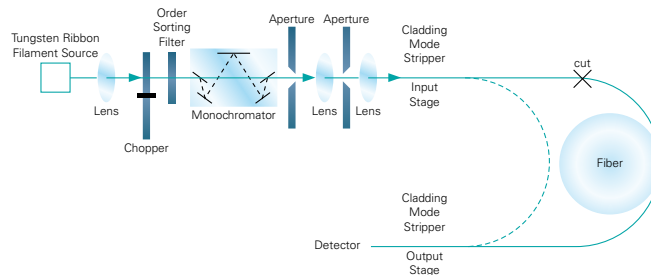 Tungsten Ribbon
Filament Source
Lens
Chopper
Order
Sorting
Filter
Monochromator
Aperture
Lens
Aperture
Lens
Cladding
Mode
Stripper
Input
Stage
cut
Fiber
Cladding
Mode
Stripper
Detector
Output
Stage